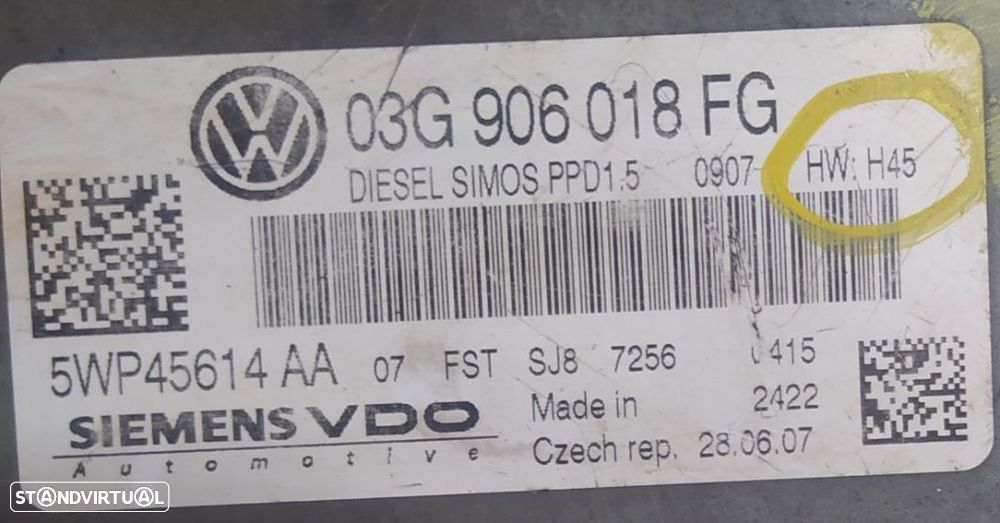 03G 906 018 FG
DIESEL SIMOS PPD1.5 0907 HW: H45
5WP45614 AA 07 FST SJ8 7256 0415
SIEMENS VDO Made in 2422
Automotive Czech rep. 28.06.07
STANDVIRTUAL